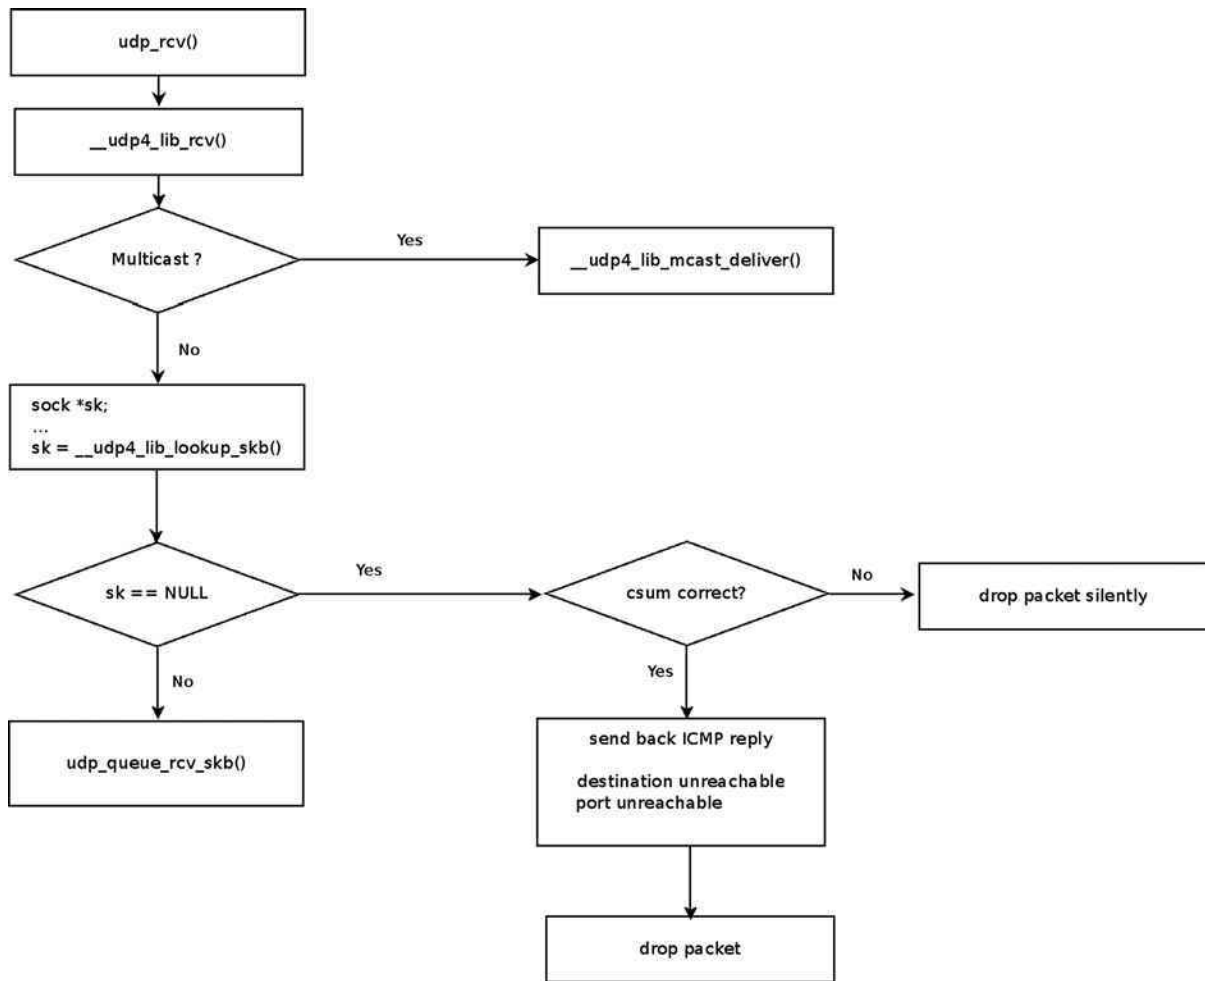 udp_rcv()
__udp4_lib_rcv()
Multicast ?
Yes
__udp4_lib_mcast_deliver()
No
sock *sk;
...
sk = __udp4_lib_lookup_skb()
sk == NULL
Yes
csum correct?
No
drop packet silently
No
udp_queue_rcv_skb()
Yes
send back ICMP reply
destination unreachable
port unreachable
drop packet